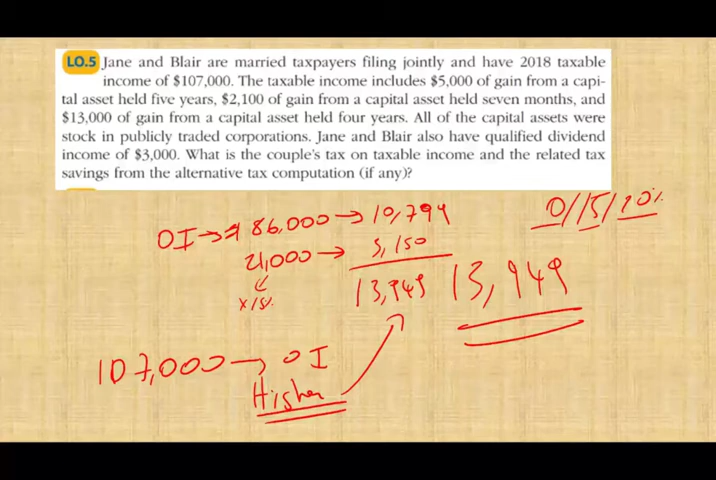 LO.5 Jane and Blair are married taxpayers filing jointly and have 2018 taxable
income of $107,000. The taxable income includes $5,000 of gain from a capi-
tal asset held five years, $2,100 of gain from a capital asset held seven months, and
$13,000 of gain from a capital asset held four years. All of the capital assets were
stock in publicly traded corporations. Jane and Blair also have qualified dividend
income of $3,000. What is the couple's tax on taxable income and the related tax
savings from the alternative tax computation (if any)?
0/15/20%
OI → 86,000 → 10,799
21,000 → 3,150
x 15%
13,949 13,949
107,000 → OI
Higher